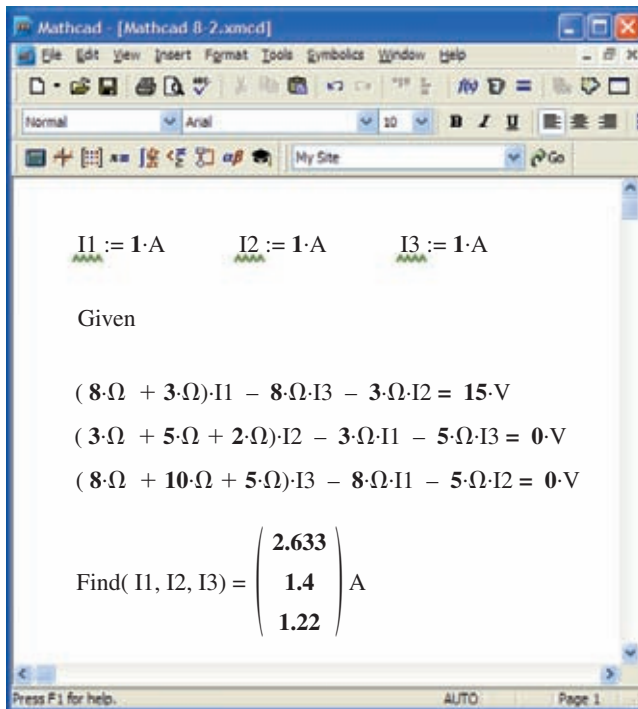 Mathcad - [Mathcad 8-2.xmcd]
File Edit View Insert Format Tools Symbolics Window Help
Normal Arial 10 B I U
My Site Go
I1 := 1·A I2 := 1·A I3 := 1·A
Given
( 8·Ω + 3·Ω)·I1 – 8·Ω·I3 – 3·Ω·I2 = 15·V
( 3·Ω + 5·Ω + 2·Ω)·I2 – 3·Ω·I1 – 5·Ω·I3 = 0·V
( 8·Ω + 10·Ω + 5·Ω)·I3 – 8·Ω·I1 – 5·Ω·I2 = 0·V
2.633
Find( I1, I2, I3) = 1.4 A
1.22
Press F1 for help. AUTO Page 1